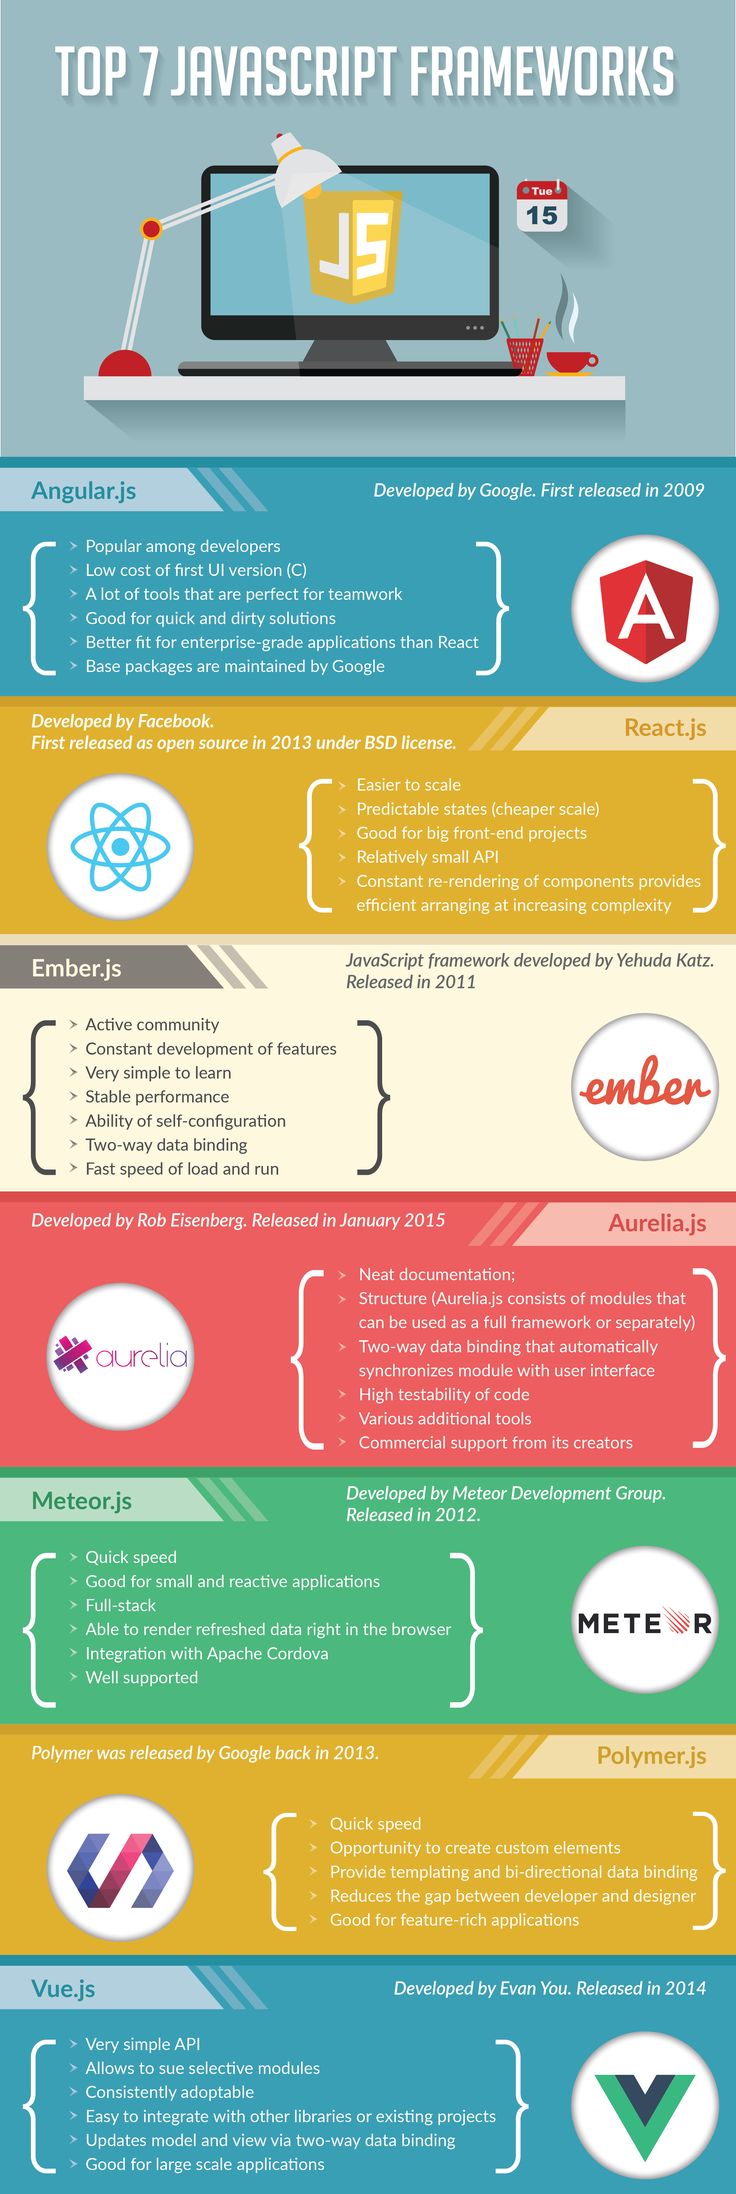 TOP 7 JAVASCRIPT FRAMEWORKS
JS
Tue
15
Angular.js
Developed by Google. First released in 2009
Popular among developers
Low cost of first UI version (C)
A lot of tools that are perfect for teamwork
Good for quick and dirty solutions
Better fit for enterprise-grade applications than React
Base packages are maintained by Google
A
Developed by Facebook.
First released as open source in 2013 under BSD license.
React.js
Easier to scale
Predictable states (cheaper scale)
Good for big front-end projects
Relatively small API
Constant re-rendering of components provides
efficient arranging at increasing complexity
Ember.js
JavaScript framework developed by Yehuda Katz.
Released in 2011
Active community
Constant development of features
Very simple to learn
Stable performance
Ability of self-configuration
Two-way data binding
Fast speed of load and run
ember
Developed by Rob Eisenberg. Released in January 2015
Aurelia.js
Neat documentation;
Structure (Aurelia.js consists of modules that
can be used as a full framework or separately)
Two-way data binding that automatically
synchronizes module with user interface
High testability of code
Various additional tools
Commercial support from its creators
aurelia
Meteor.js
Developed by Meteor Development Group.
Released in 2012.
Quick speed
Good for small and reactive applications
Full-stack
Able to render refreshed data right in the browser
Integration with Apache Cordova
Well supported
METEOR
Polymer was released by Google back in 2013.
Polymer.js
Quick speed
Opportunity to create custom elements
Provide templating and bi-directional data binding
Reduces the gap between developer and designer
Good for feature-rich applications
Vue.js
Developed by Evan You. Released in 2014
Very simple API
Allows to sue selective modules
Consistently adoptable
Easy to integrate with other libraries or existing projects
Updates model and view via two-way data binding
Good for large scale applications